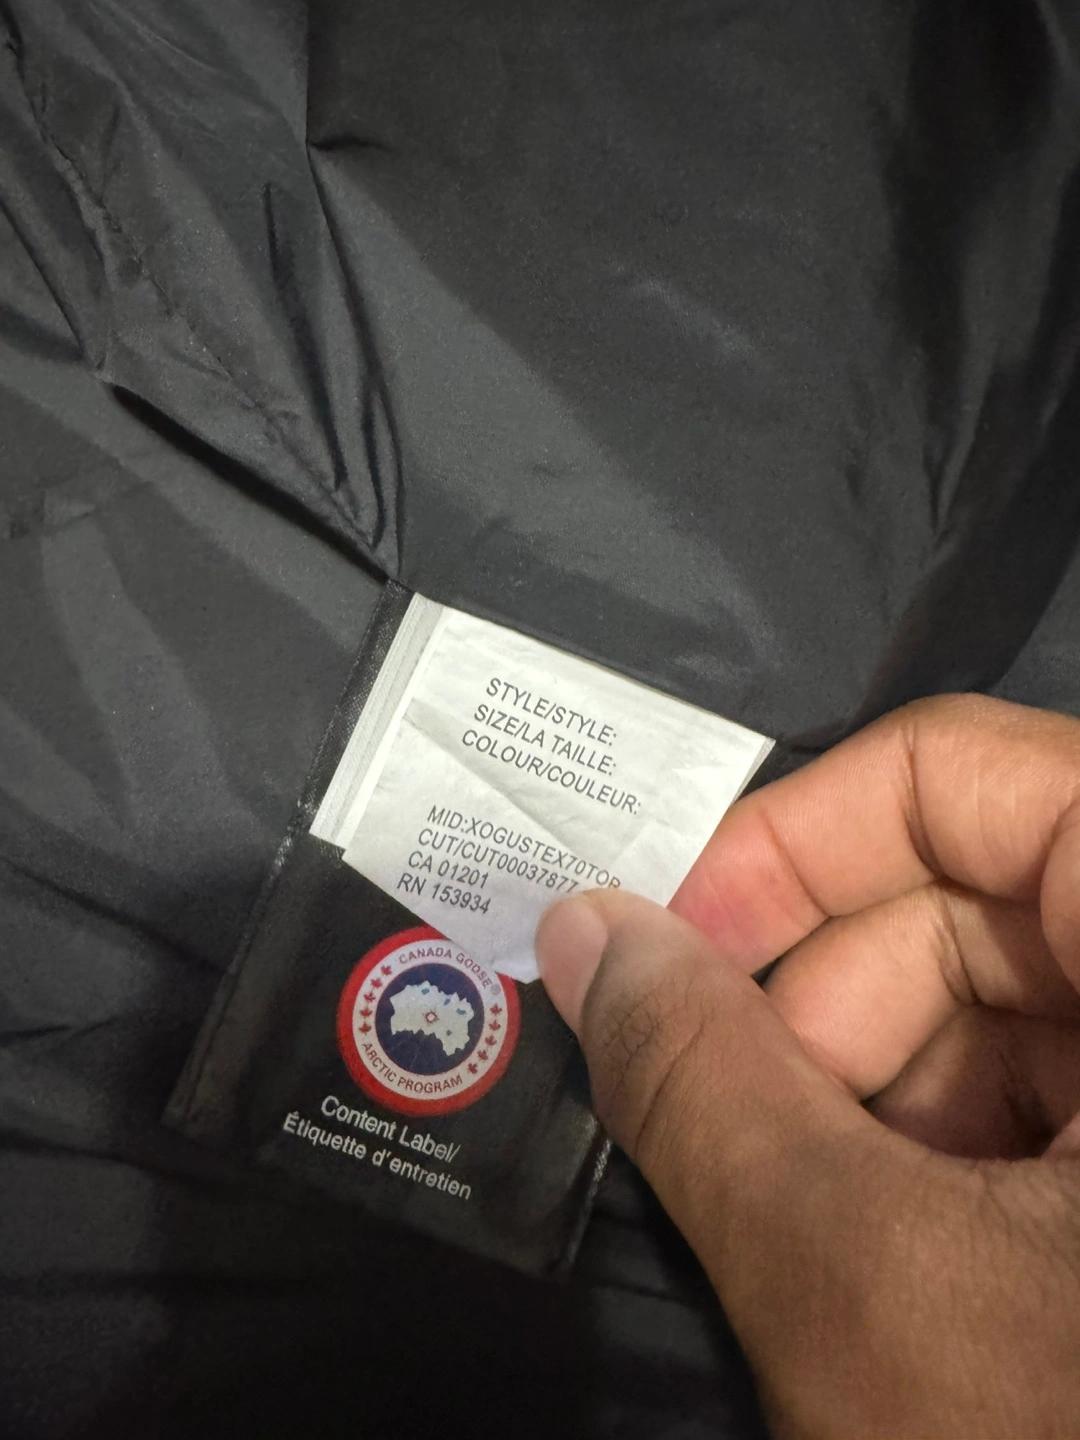 STYLE/STYLE:
SIZE/LA TAILLE:
COLOUR/COULEUR:
MID:XOGUSTEX70TOR
CUT/CUT00037877
CA 01201
RN 153934
CANADA GOOSE®
ARCTIC PROGRAM
Content Label/
Étiquette d'entretien